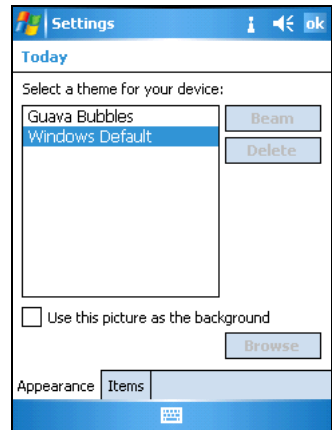 Settings ok
Today
Select a theme for your device:
Guava Bubbles
Windows Default
Beam
Delete
Use this picture as the background
Browse
Appearance Items